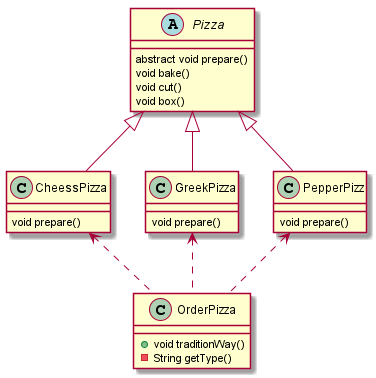 A Pizza
abstract void prepare()
void bake()
void cut()
void box()
C CheessPizza
void prepare()
C GreekPizza
void prepare()
C PepperPizz
void prepare()
C OrderPizza
void traditionWay()
String getType()